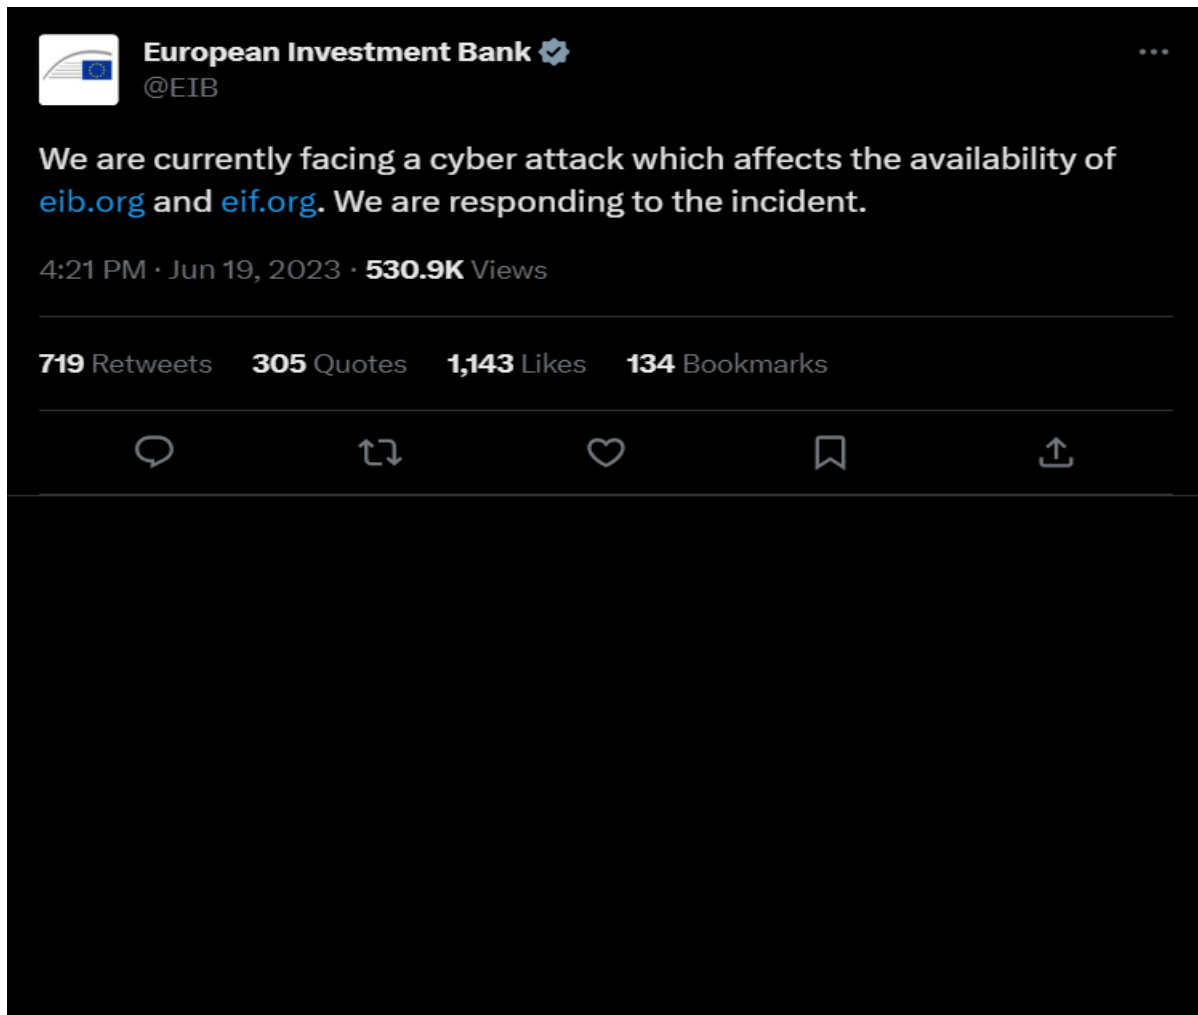 European Investment Bank
@EIB
We are currently facing a cyber attack which affects the availability of
eib.org and eif.org. We are responding to the incident.
4:21 PM · Jun 19, 2023 · 530.9K Views
719 Retweets 305 Quotes 1,143 Likes 134 Bookmarks